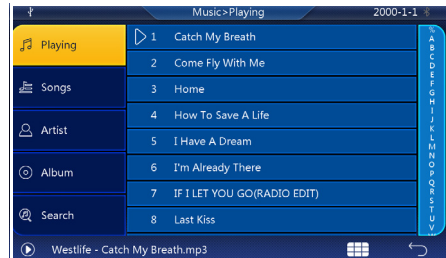 Music>Playing 2000-1-1
Playing
Songs
Artist
Album
Search
1 Catch My Breath
2 Come Fly With Me
3 Home
4 How To Save A Life
5 I Have A Dream
6 I'm Already There
7 IF I LET YOU GO(RADIO EDIT)
8 Last Kiss
%
A
B
C
D
E
F
G
H
I
J
K
L
M
N
O
P
Q
R
S
T
U
V
Westlife - Catch My Breath.mp3